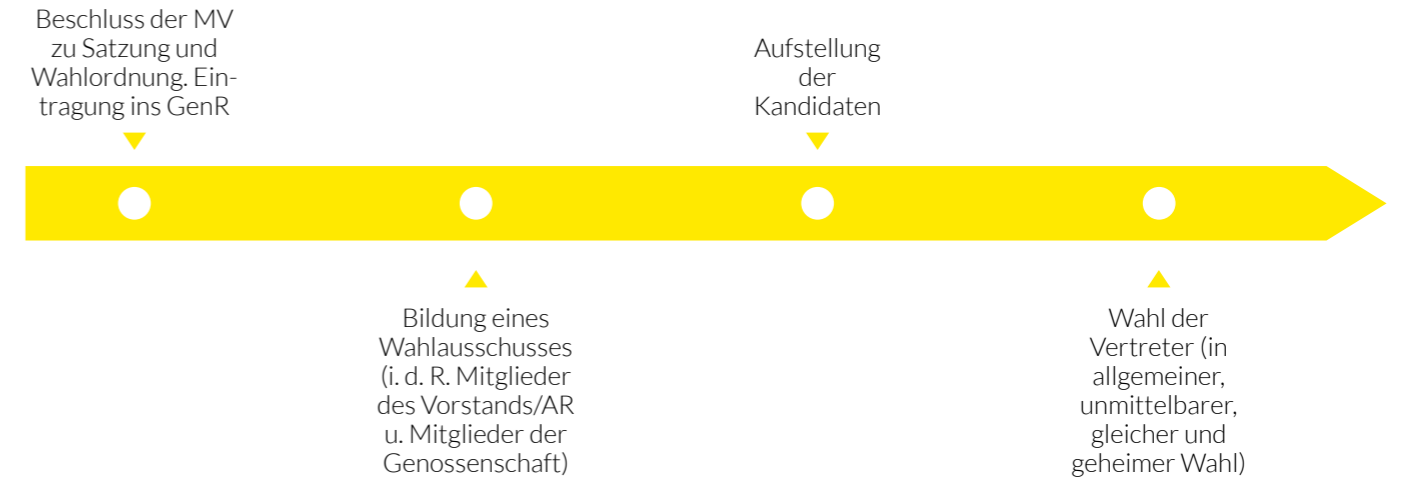 Beschluss der MV
zu Satzung und
Wahlordnung. Ein-
tragung ins GenR
Bildung eines
Wahlausschusses
(i. d. R. Mitglieder
des Vorstands/AR
u. Mitglieder der
Genossenschaft)
Aufstellung
der
Kandidaten
Wahl der
Vertreter (in
allgemeiner,
unmittelbarer,
gleicher und
geheimer Wahl)